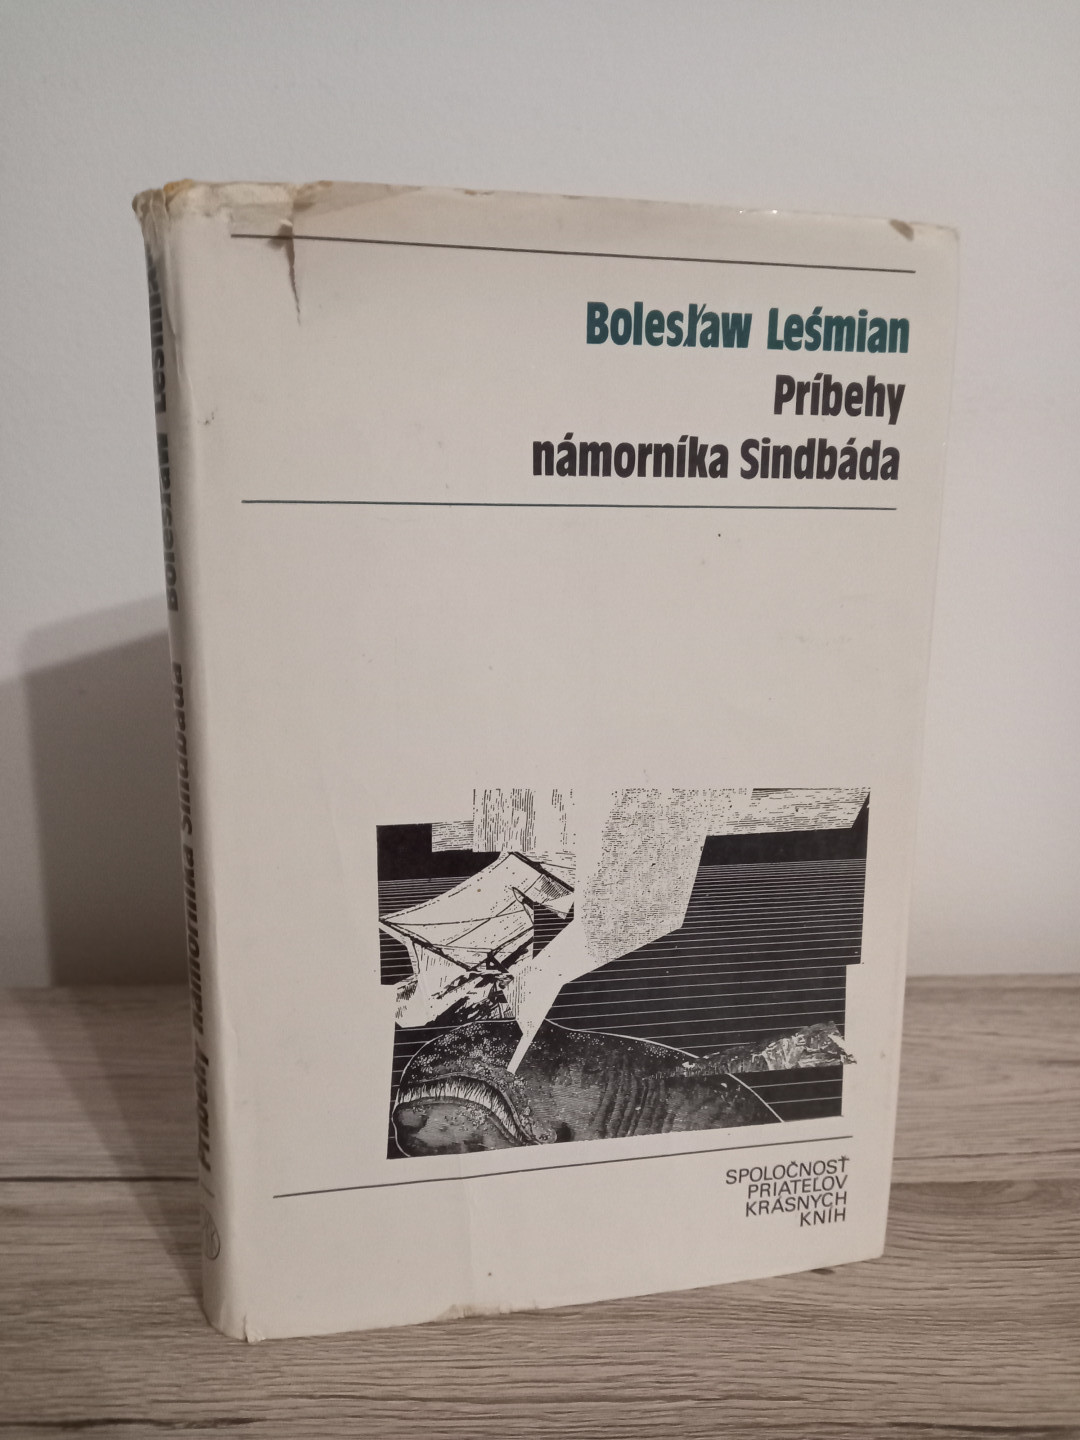 Bolesław Leśmian
Príbehy
námorníka Sindbáda
SPOLOČNOSŤ
PRIATEĽOV
KRÁSNYCH
KNÍH
Príbehy námorníka Sindbáda Bolesław Leśmian